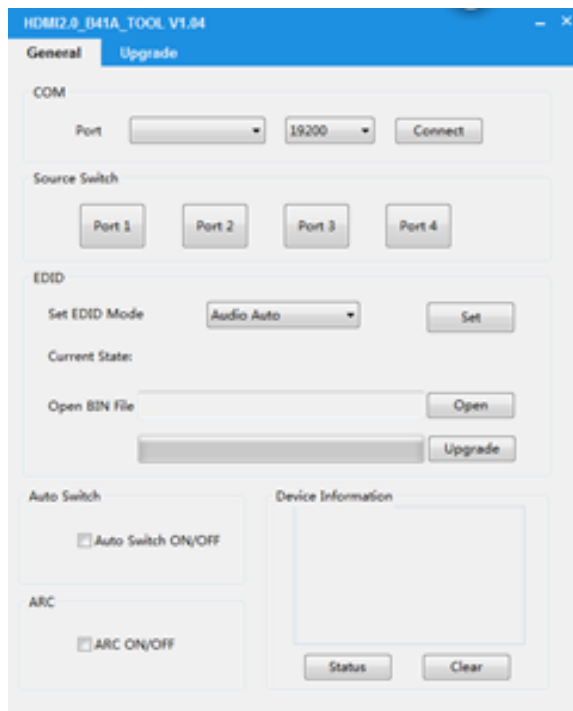 HDMI2.0_B41A_TOOL V1.04
General Upgrade
COM
Port 19200 Connect
Source Switch
Port 1 Port 2 Port 3 Port 4
EDID
Set EDID Mode Audio Auto Set
Current State:
Open BIN File Open
Upgrade
Auto Switch
Auto Switch ON/OFF
ARC
ARC ON/OFF
Device Information
Status Clear